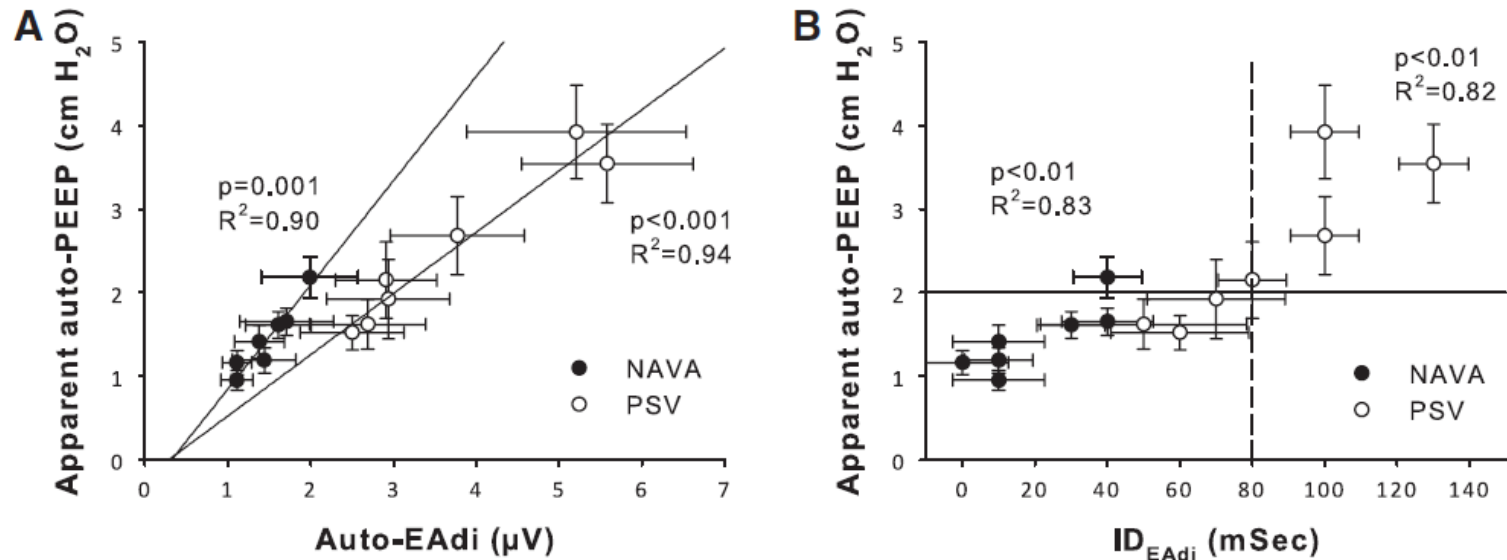 A
Apparent auto-PEEP (cm H₂O)
5
4
3
2
1
0
p=0.001
R²=0.90
p<0.001
R²=0.94
NAVA
PSV
0 1 2 3 4 5 6 7
Auto-EAdi (µV)
B
Apparent auto-PEEP (cm H₂O)
5
4
3
2
1
0
p<0.01
R²=0.82
p<0.01
R²=0.83
NAVA
PSV
0 20 40 60 80 100 120 140
ID_EAdi (mSec)